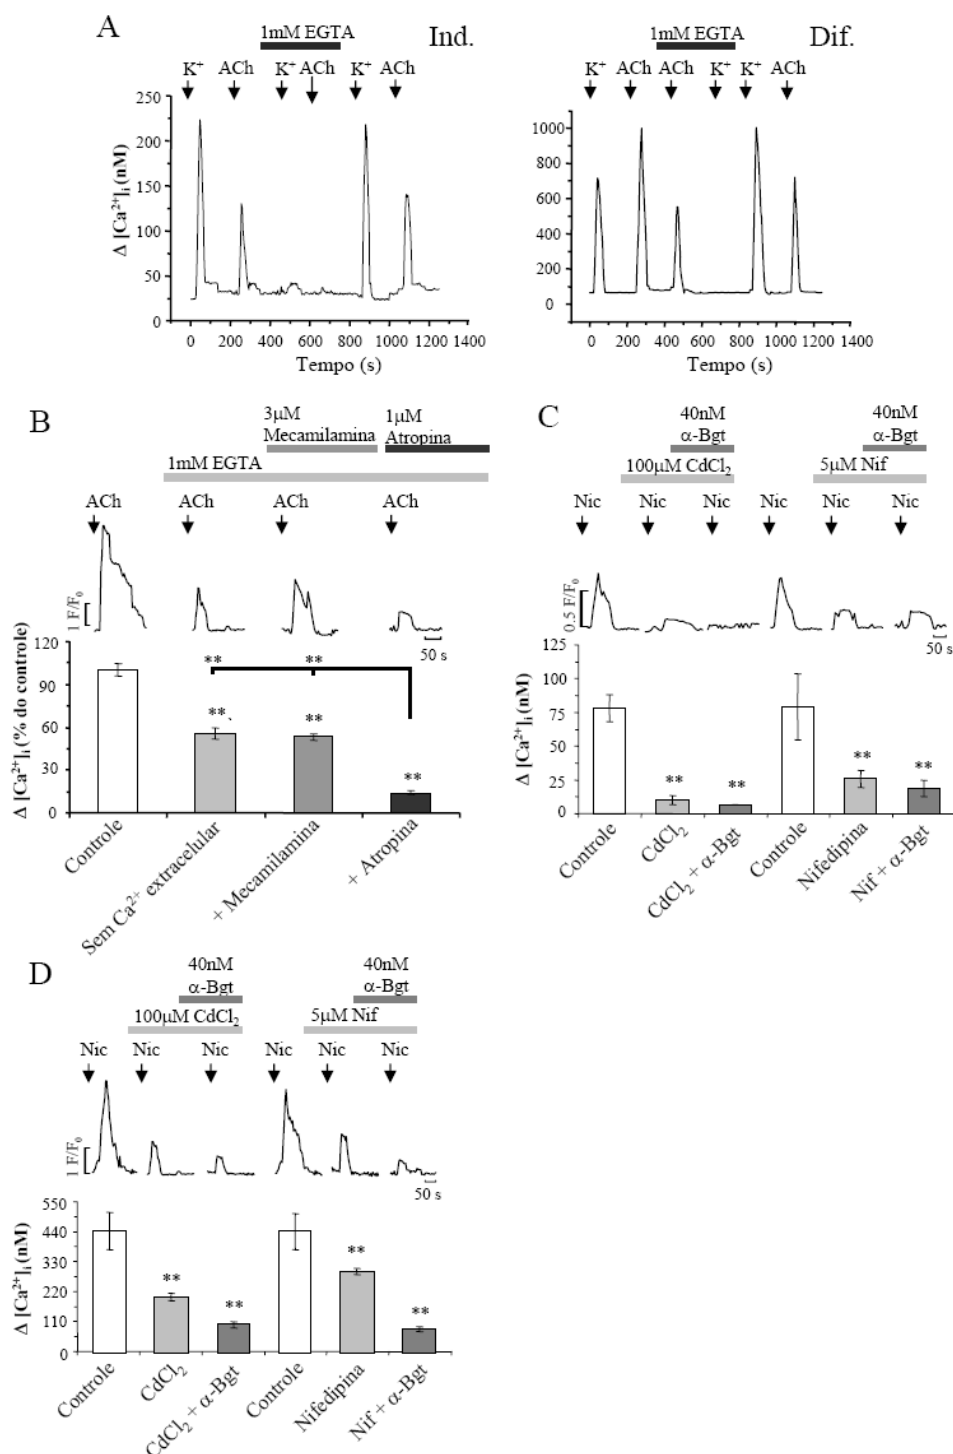 A
1mM EGTA
Ind.
K⁺ ACh K⁺ ACh K⁺ ACh
250
200
150
100
50
0
Δ [Ca²⁺]ᵢ (nM)
0 200 400 600 800 1000 1200 1400
Tempo (s)
1mM EGTA
Dif.
K⁺ ACh ACh K⁺ K⁺ ACh
1000
800
600
400
200
0
0 200 400 600 800 1000 1200 1400
Tempo (s)
B
3μM
Mecamilamina
1μM
Atropina
1mM EGTA
ACh ACh ACh ACh
1 F/F₀
50 s
120
90
60
30
0
Δ [Ca²⁺]ᵢ (% do controle)
** **
** ** **
Controle
Sem Ca²⁺ extracelular
+ Mecamilamina
+ Atropina
C
40nM
α-Bgt
40nM
α-Bgt
100μM CdCl₂
5μM Nif
Nic Nic Nic Nic Nic Nic
0.5 F/F₀
50 s
125
100
75
50
25
0
Δ [Ca²⁺]ᵢ (nM)
** ** ** **
Controle
CdCl₂
CdCl₂ + α-Bgt
Controle
Nifedipina
Nif + α-Bgt
D
40nM
α-Bgt
40nM
α-Bgt
100μM CdCl₂
5μM Nif
Nic Nic Nic Nic Nic Nic
1 F/F₀
50 s
550
440
330
220
110
0
Δ [Ca²⁺]ᵢ (nM)
** ** ** **
Controle
CdCl₂
CdCl₂ + α-Bgt
Controle
Nifedipina
Nif + α-Bgt